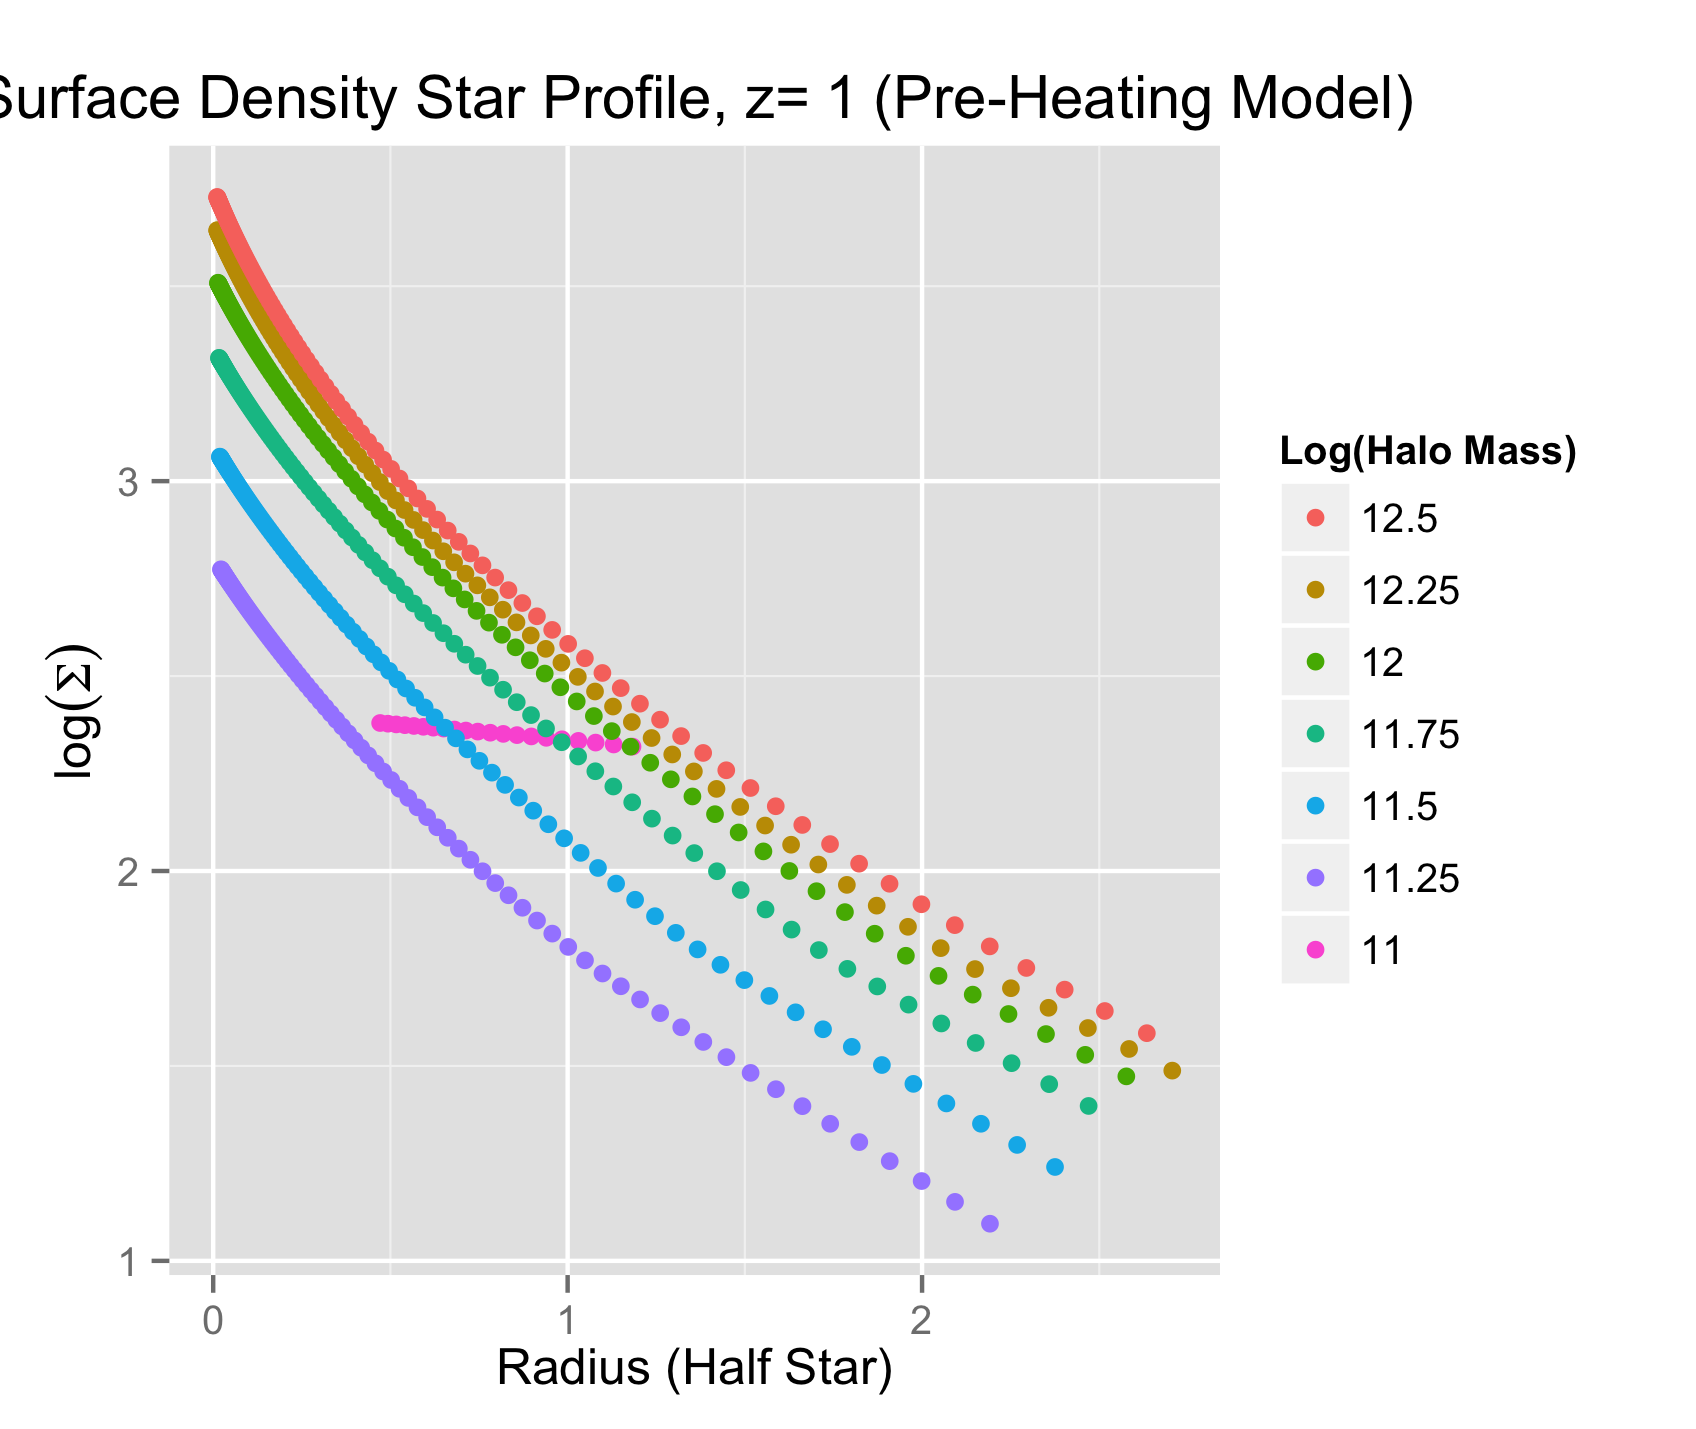 Surface Density Star Profile, z= 1 (Pre-Heating Model)
log(Σ)
3
2
1
0 1 2
Radius (Half Star)
Log(Halo Mass)
12.5
12.25
12
11.75
11.5
11.25
11